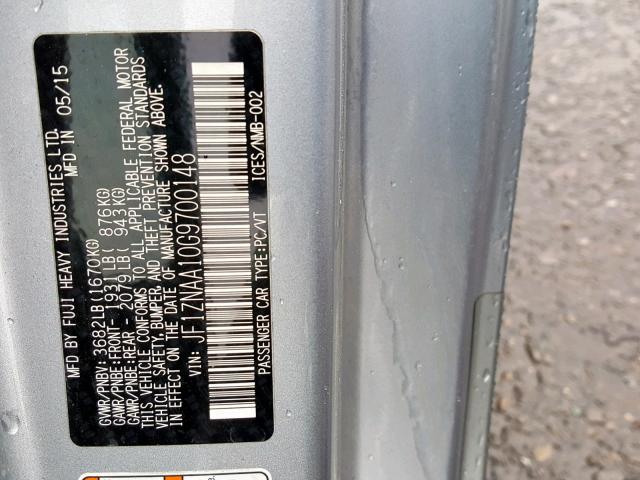 MFD BY FUJI HEAVY INDUSTRIES LTD.
MFD IN 05/15
GVWR/PNBV: 3682LB(1670KG)
GAWR/PNBE:FRONT- 1931LB( 876KG)
GAWR/PNBE:REAR - 2079LB( 943KG)
THIS VEHICLE CONFORMS TO ALL APPLICABLE FEDERAL MOTOR
VEHICLE SAFETY, BUMPER, AND THEFT PREVENTION STANDARDS
IN EFFECT ON THE DATE OF MANUFACTURE SHOWN ABOVE.
VIN: JF1ZNAA10G9700148
PASSENGER CAR TYPE:PC/VT ICES/NMB-002